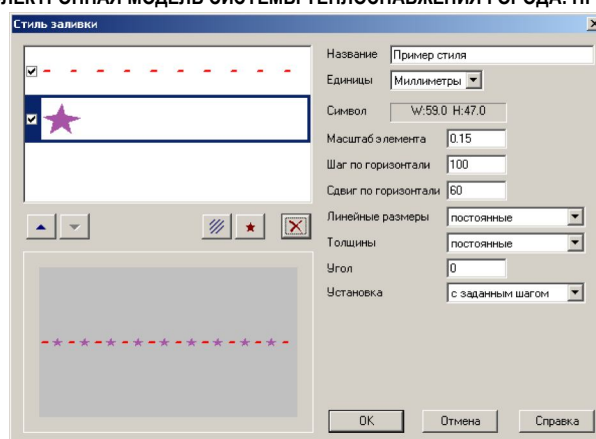 ЛЕКТРОННАЯ МОДЕЛЬ СИСТЕМЫ ТЕПЛОСНАБЖЕНИЯ ГОРОДА.
Стиль заливки
Название Пример стиля
Единицы Миллиметры
Символ W:59.0 H:47.0
Масштаб элемента 0.15
Шаг по горизонтали 100
Сдвиг по горизонтали 60
Линейные размеры постоянные
Толщины постоянные
Угол 0
Установка с заданным шагом
OK Отмена Справка